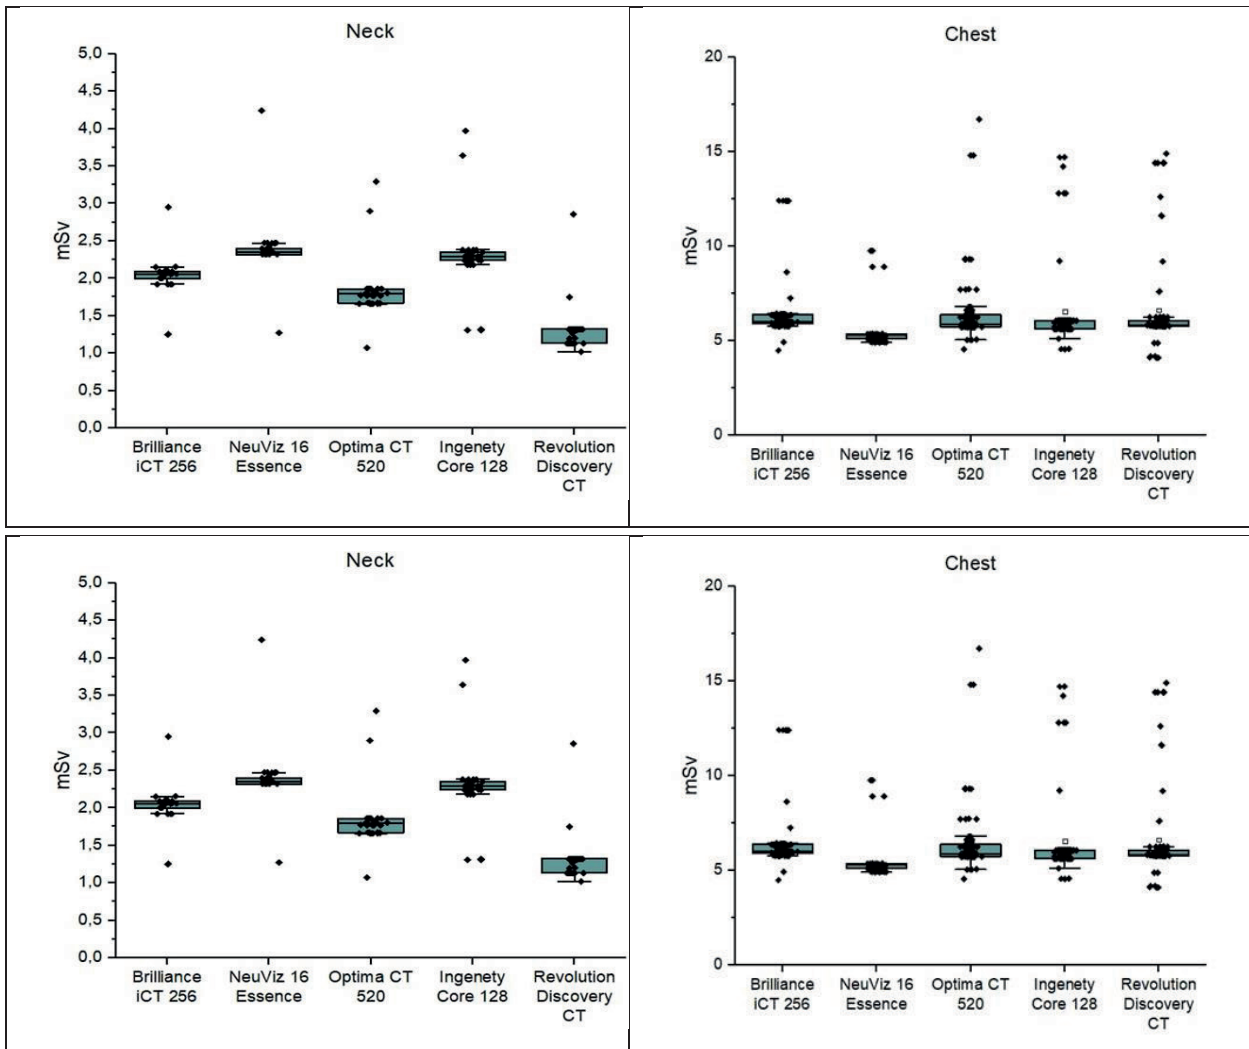 Neck
5,0
4,5
4,0
3,5
3,0
2,5
2,0
1,5
1,0
0,5
0,0
mSv
Brilliance
iCT 256
NeuViz 16
Essence
Optima CT
520
Ingenety
Core 128
Revolution
Discovery
CT
Chest
20
15
10
5
0
mSv
Brilliance
iCT 256
NeuViz 16
Essence
Optima CT
520
Ingenety
Core 128
Revolution
Discovery
CT
Neck
5,0
4,5
4,0
3,5
3,0
2,5
2,0
1,5
1,0
0,5
0,0
mSv
Brilliance
iCT 256
NeuViz 16
Essence
Optima CT
520
Ingenety
Core 128
Revolution
Discovery
CT
Chest
20
15
10
5
0
mSv
Brilliance
iCT 256
NeuViz 16
Essence
Optima CT
520
Ingenety
Core 128
Revolution
Discovery
CT